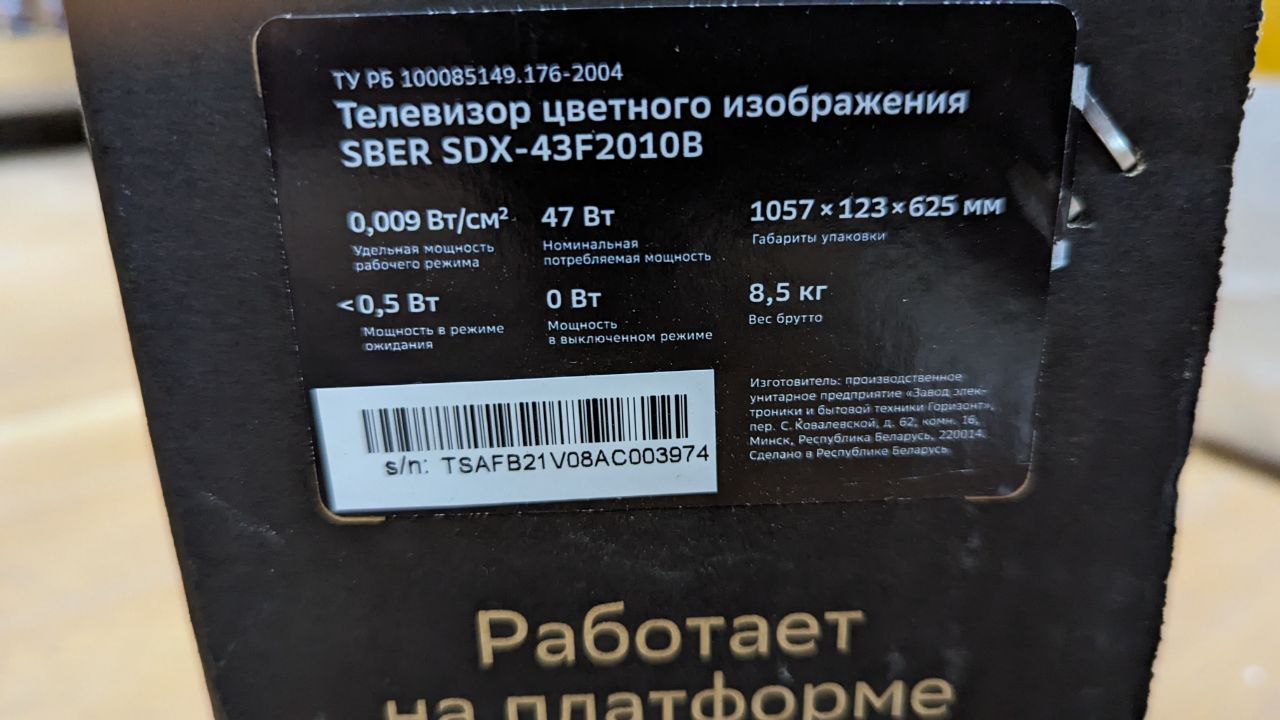 ТУ РБ 100085149.176-2004
Телевизор цветного изображения
SBER SDX-43F2010B
0,009 Вт/см²
Удельная мощность
рабочего режима
47 Вт
Номинальная
потребляемая мощность
1057 × 123 × 625 мм
Габариты упаковки
<0,5 Вт
Мощность в режиме
ожидания
0 Вт
Мощность
в выключенном режиме
8,5 кг
Вес брутто
Изготовитель: производственное
унитарное предприятие «Завод элек-
троники и бытовой техники Горизонт»,
пер. С. Ковалевской, д. 62, комн. 16,
Минск, Республика Беларусь, 220014.
Сделано в Республике Беларусь
s/n: TSAFB21V08AC003974
Работает
на платформе